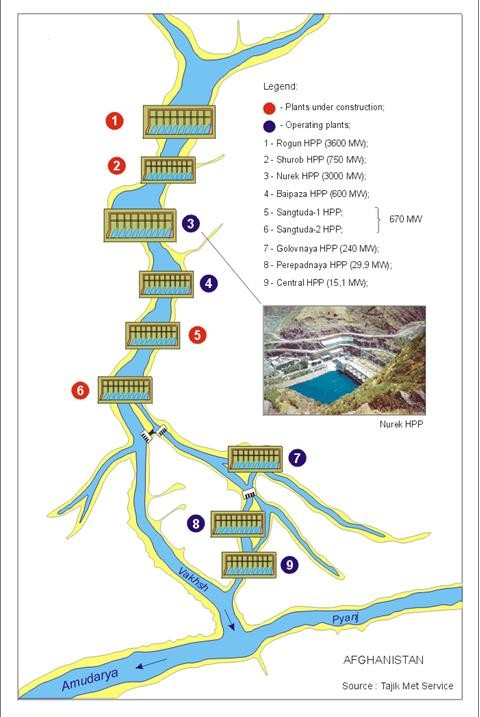 Legend:
- Plants under construction;
- Operating plants;
1 - Rogun HPP (3600 MW);
2 - Shurob HPP (750 MW);
3 - Nurek HPP (3000 MW);
4 - Baipaza HPP (600 MW);
5 - Sangtuda-1 HPP;
6 - Sangtuda-2 HPP;
670 MW
7 - Golovnaya HPP (240 MW);
8 - Perepadnaya HPP (29,9 MW);
9 - Central HPP (15,1 MW);
1
2
3
4
5
6
Nurek HPP
7
8
9
Vakhsh
Pyanj
Amudarya
AFGHANISTAN
Source : Tajik Met Service